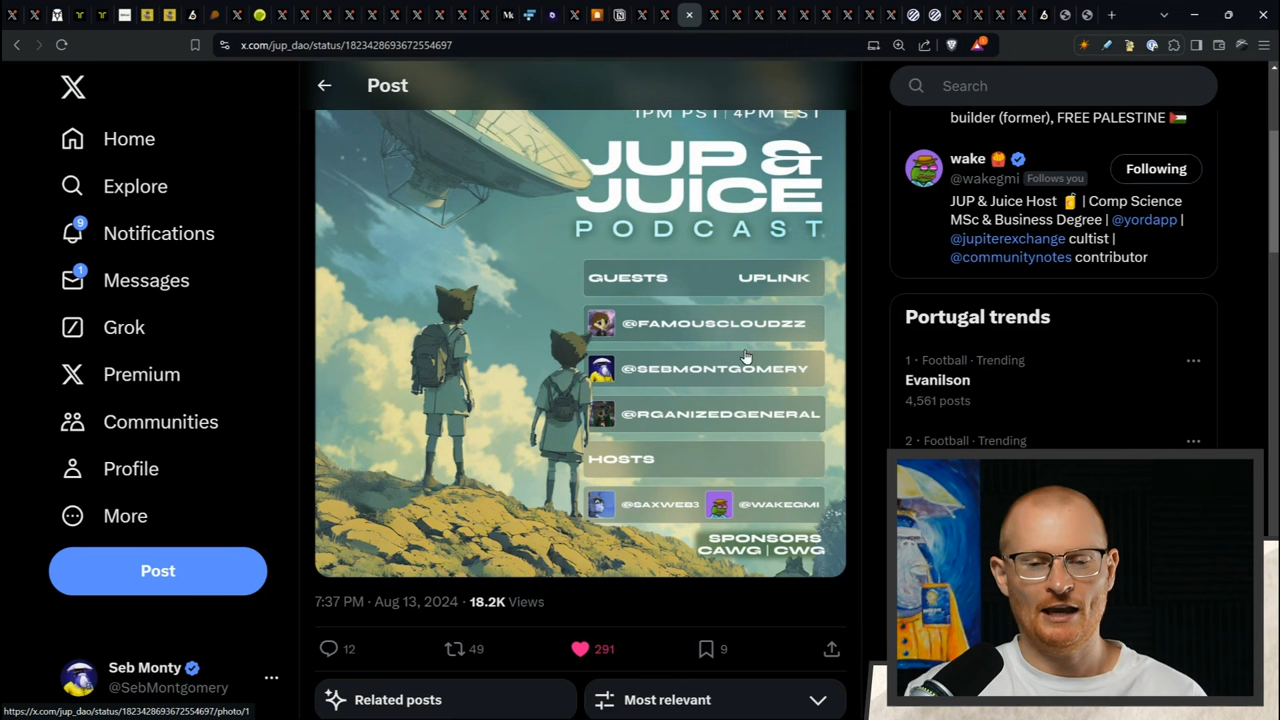 x.com/jup_dao/status/1823428693672554697
Home
Explore
9
Notifications
1
Messages
Grok
Premium
Communities
Profile
More
Post
Seb Monty
@SebMontgomery
https://x.com/jup_dao/status/1823428693672554697/photo/1
Post
1PM PST | 4PM EST
JUP &
JUICE
PODCAST
GUESTS UPLINK
@FAMOUSCLOUDZZ
@SEBMONTGOMERY
@RGANIZEDGENERAL
HOSTS
@SAXWEB3 @WAKEGMI
SPONSORS
CAWG | CWG
7:37 PM · Aug 13, 2024 · 18.2K Views
12 49 291 9
Related posts
Most relevant
Search
builder (former), FREE PALESTINE
wake
@wakegmi Follows you
Following
JUP & Juice Host | Comp Science
MSc & Business Degree | @yordapp |
@jupiterexchange cultist |
@communitynotes contributor
Portugal trends
1 · Football · Trending
Evanilson
4,561 posts
2 · Football · Trending